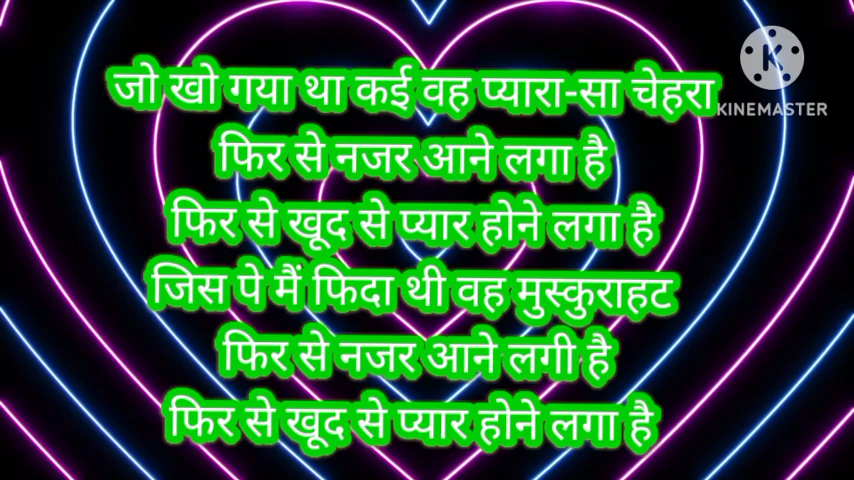 जो खो गया था कई वह प्यारा-सा चेहरा
KINEMASTER
फिर से नजर आने लगा है
फिर से खूद से प्यार होने लगा है
जिस पे मैं फिदा थी वह मुस्कुराहट
फिर से नजर आने लगी है
फिर से खूद से प्यार होने लगा है